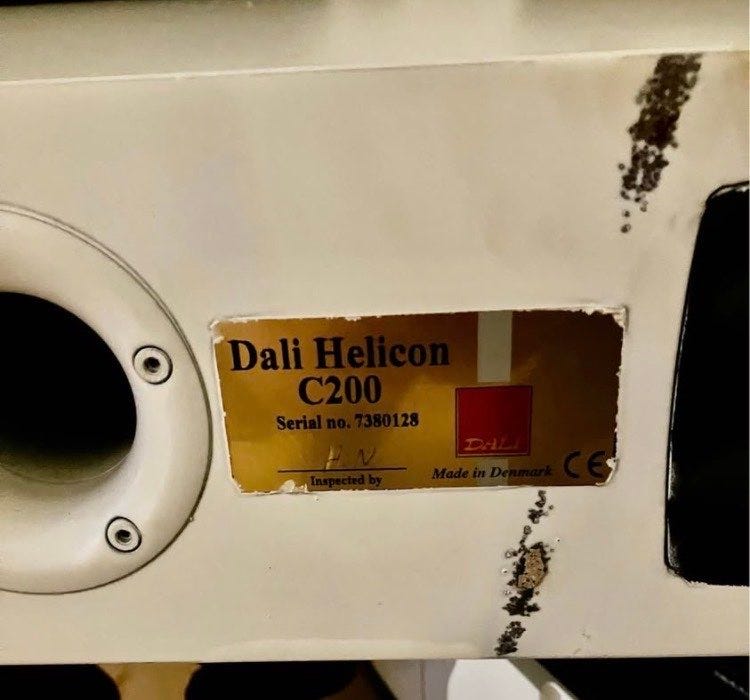 Dali Helicon
C200
Serial no. 7380128
H.N
Inspected by
DALI
Made in Denmark CE